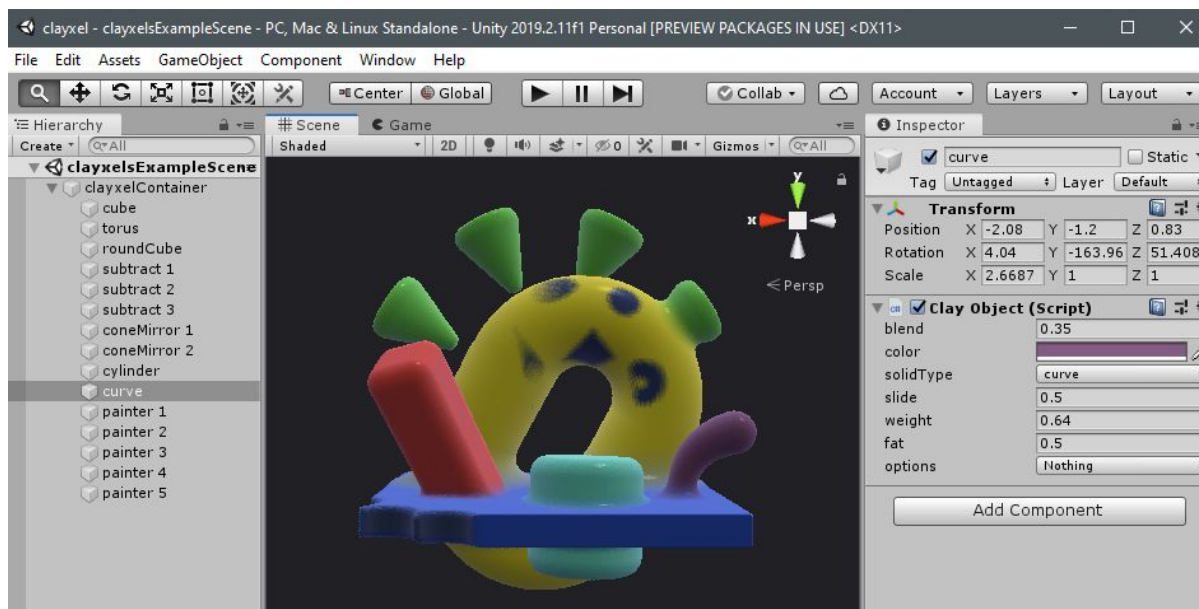 clayxel - clayxelsExampleScene - PC, Mac & Linux Standalone - Unity 2019.2.11f1 Personal [PREVIEW PACKAGES IN USE] <DX11>
File Edit Assets GameObject Component Window Help
Center Global Collab Account Layers Layout
Hierarchy
Create All
clayxelsExampleScene
clayxelContainer
cube
torus
roundCube
subtract 1
subtract 2
subtract 3
coneMirror 1
coneMirror 2
cylinder
curve
painter 1
painter 2
painter 3
painter 4
painter 5
Scene Game
Shaded 2D 0 Gizmos All
y
x
Persp
Inspector
curve Static
Tag Untagged Layer Default
Transform
Position X -2.08 Y -1.2 Z 0.83
Rotation X 4.04 Y -163.96 Z 51.408
Scale X 2.6687 Y 1 Z 1
Clay Object (Script)
blend 0.35
color
solidType curve
slide 0.5
weight 0.64
fat 0.5
options Nothing
Add Component